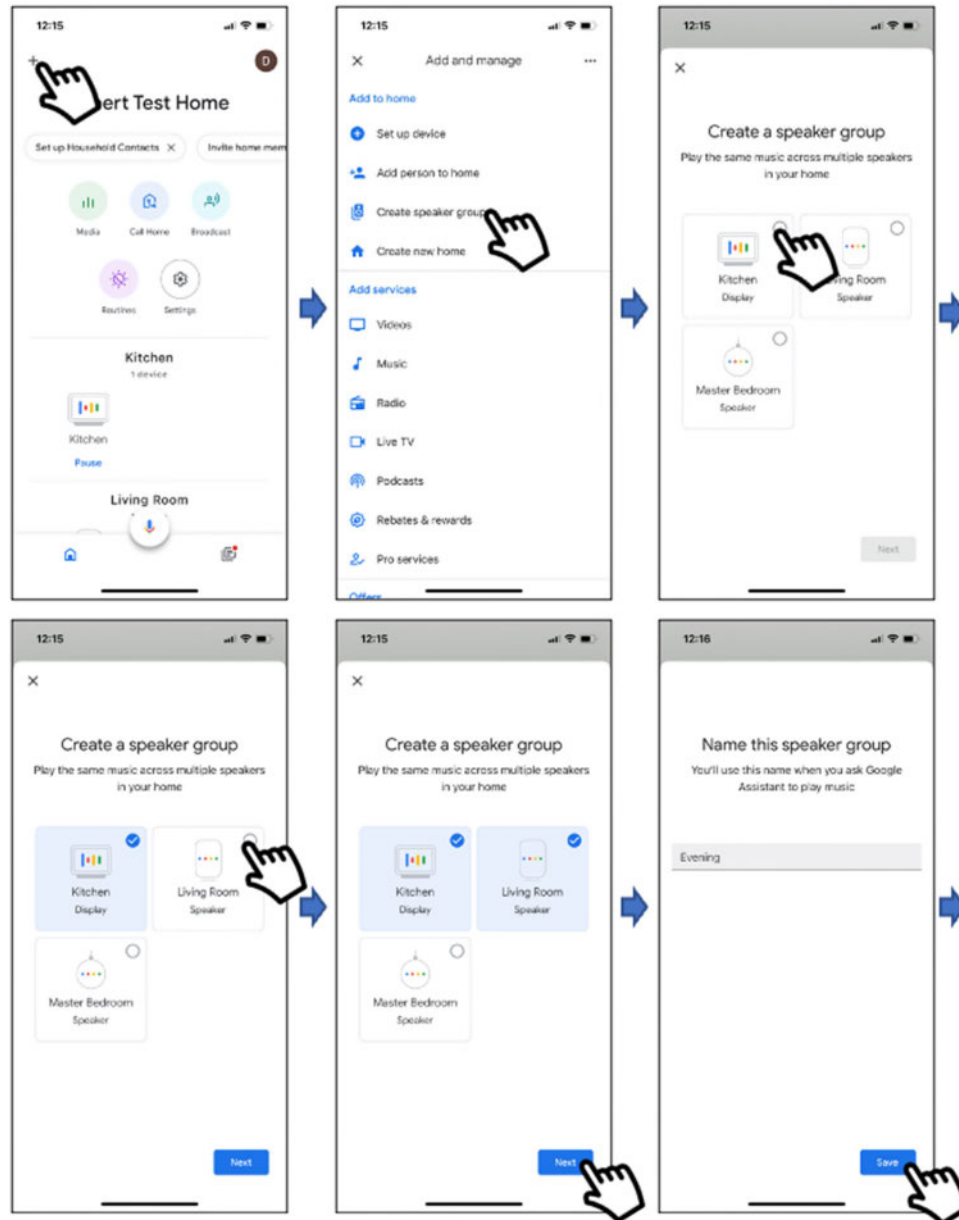 12:15
+
D
ert Test Home
Set up Household Contacts X
Invite home mem
Media
Call Home
Broadcast
Routines
Settings
Kitchen
1 device
Kitchen
Pause
Living Room
12:15
Add and manage
Add to home
Set up device
Add person to home
Create speaker group
Create new home
Add services
Videos
Music
Radio
Live TV
Podcasts
Rebates & rewards
Pro services
Offers
12:15
Create a speaker group
Play the same music across multiple speakers
in your home
Kitchen
Display
ving Room
Speaker
Master Bedroom
Speaker
Next
12:15
Create a speaker group
Play the same music across multiple speakers
in your home
Kitchen
Display
Living Room
Speaker
Master Bedroom
Speaker
Next
12:15
Create a speaker group
Play the same music across multiple speakers
in your home
Kitchen
Display
Living Room
Speaker
Master Bedroom
Speaker
Next
12:16
Name this speaker group
You'll use this name when you ask Google
Assistant to play music
Evening
Save